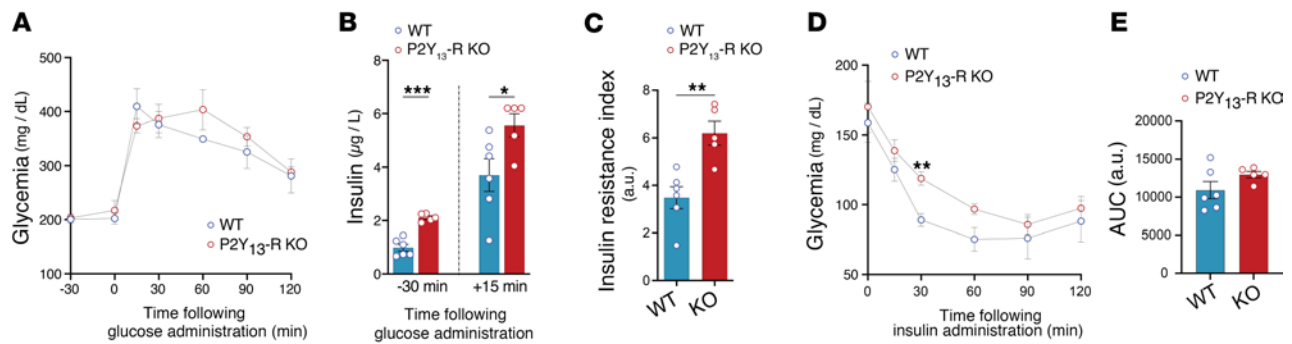 A
B
C
D
E
WT
P2Y13-R KO
Glycemia (mg / dL)
500
400
300
200
100
-30
0
30
60
90
120
Time following
glucose administration (min)
WT
P2Y₁₃-R KO
Insulin (µg / L)
8
6
4
2
0
***
*
-30 min
+15 min
Time following
glucose administration
WT
P2Y₁₃-R KO
Insulin resistance index
(a.u.)
8
6
4
2
0
**
WT
KO
WT
P2Y13-R KO
Glycemia (mg / dL)
200
150
100
50
**
0
30
60
90
120
Time following
insulin administration (min)
WT
P2Y13-R KO
AUC (a.u.)
20000
15000
10000
5000
0
WT
KO